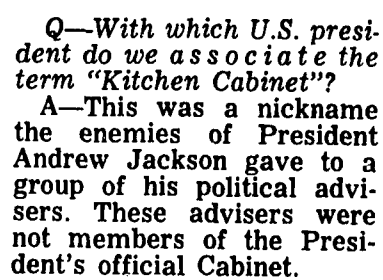 Q—With which U.S. presi-
dent do we associate the
term "Kitchen Cabinet"?
A—This was a nickname
the enemies of President
Andrew Jackson gave to a
group of his political advi-
sers. These advisers were
not members of the Presi-
dent's official Cabinet.